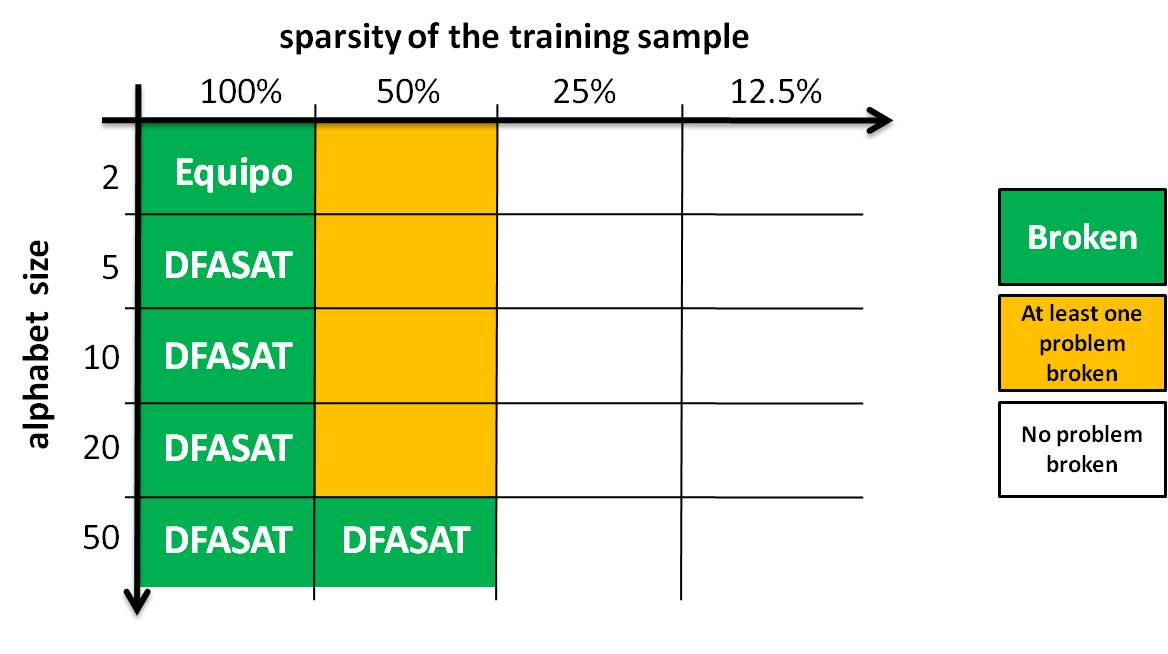 sparsity of the training sample
100% 50% 25% 12.5%
alphabet size
2 Equipo
5 DFASAT
10 DFASAT
20 DFASAT
50 DFASAT DFASAT
Broken
At least one
problem
broken
No problem
broken